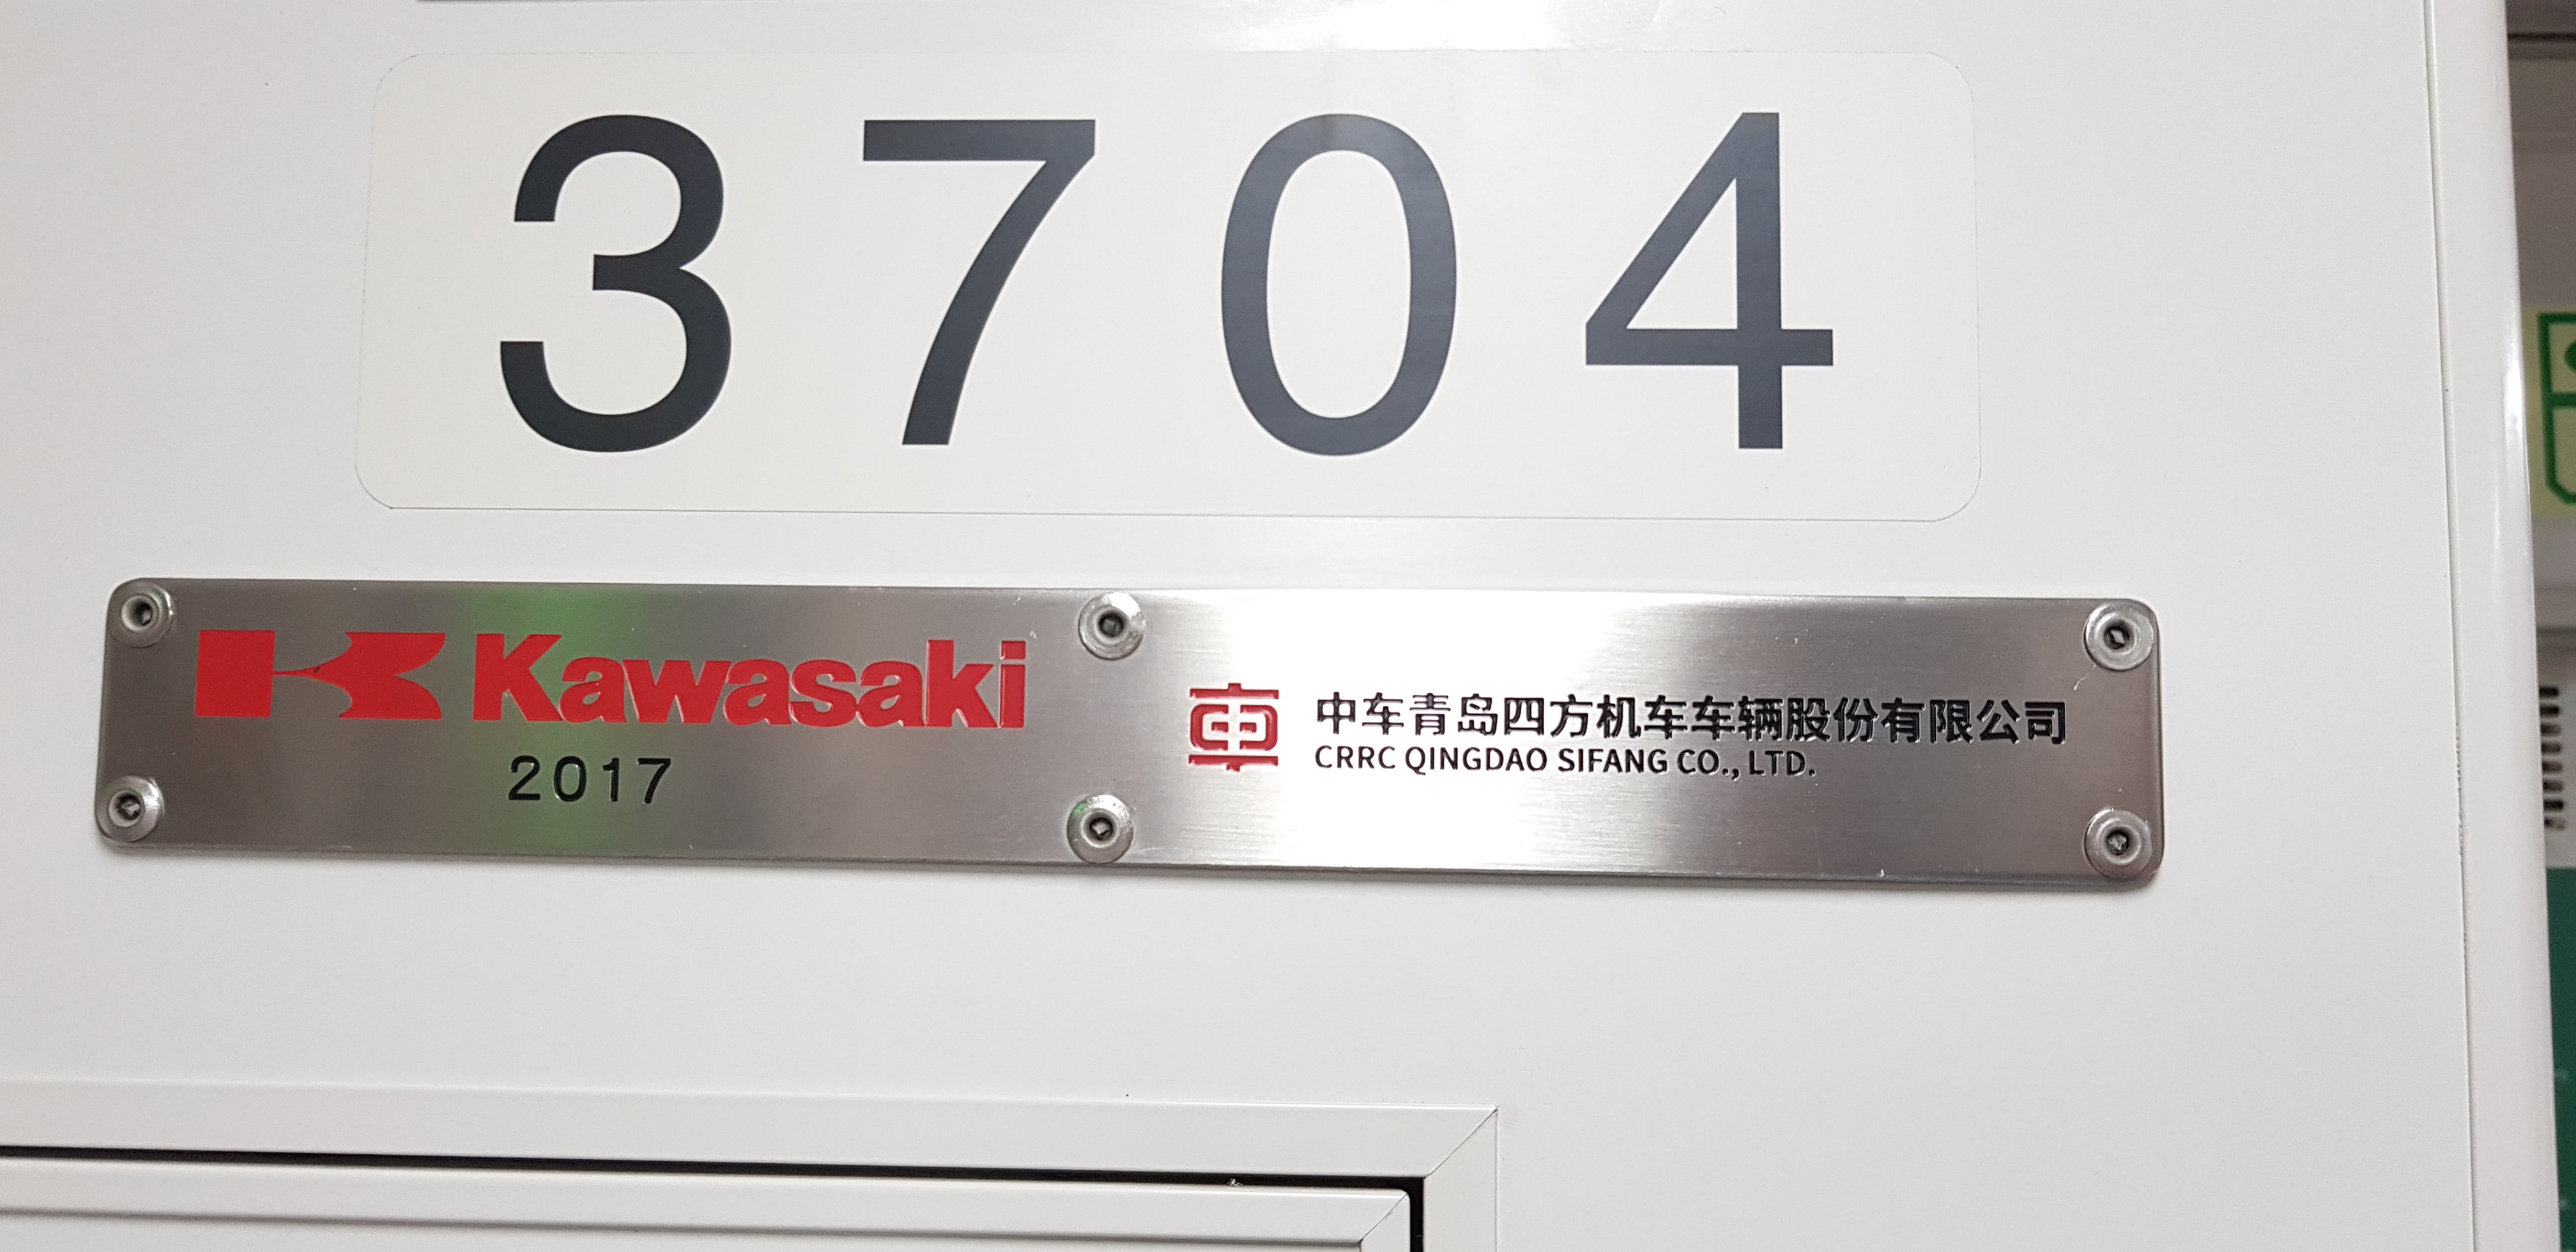 3704
Kawasaki
2017
中车青岛四方机车车辆股份有限公司
CRRC QINGDAO SIFANG CO., LTD.